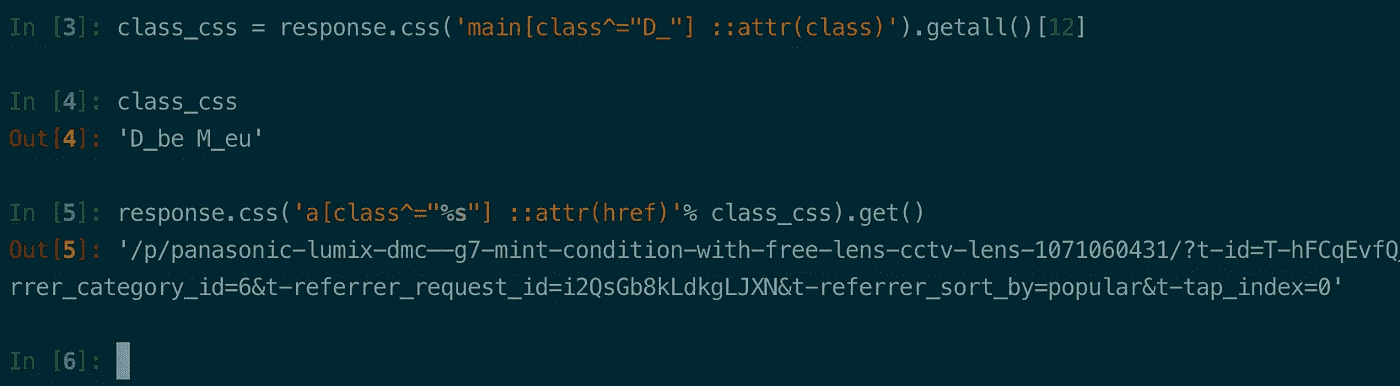 In [3]: class_css = response.css('main[class^="D_"] ::attr(class)').getall()[12]
In [4]: class_css
Out[4]: 'D_be M_eu'
In [5]: response.css('a[class^="%s"] ::attr(href)'% class_css).get()
Out[5]: '/p/panasonic-lumix-dmc—g7-mint-condition-with-free-lens-cctv-lens-1071060431/?t-id=T-hFCqEvfQ_
rrer_category_id=6&t-referrer_request_id=i2QsGb8kLdkgLJXN&t-referrer_sort_by=popular&t-tap_index=0'
In [6]: